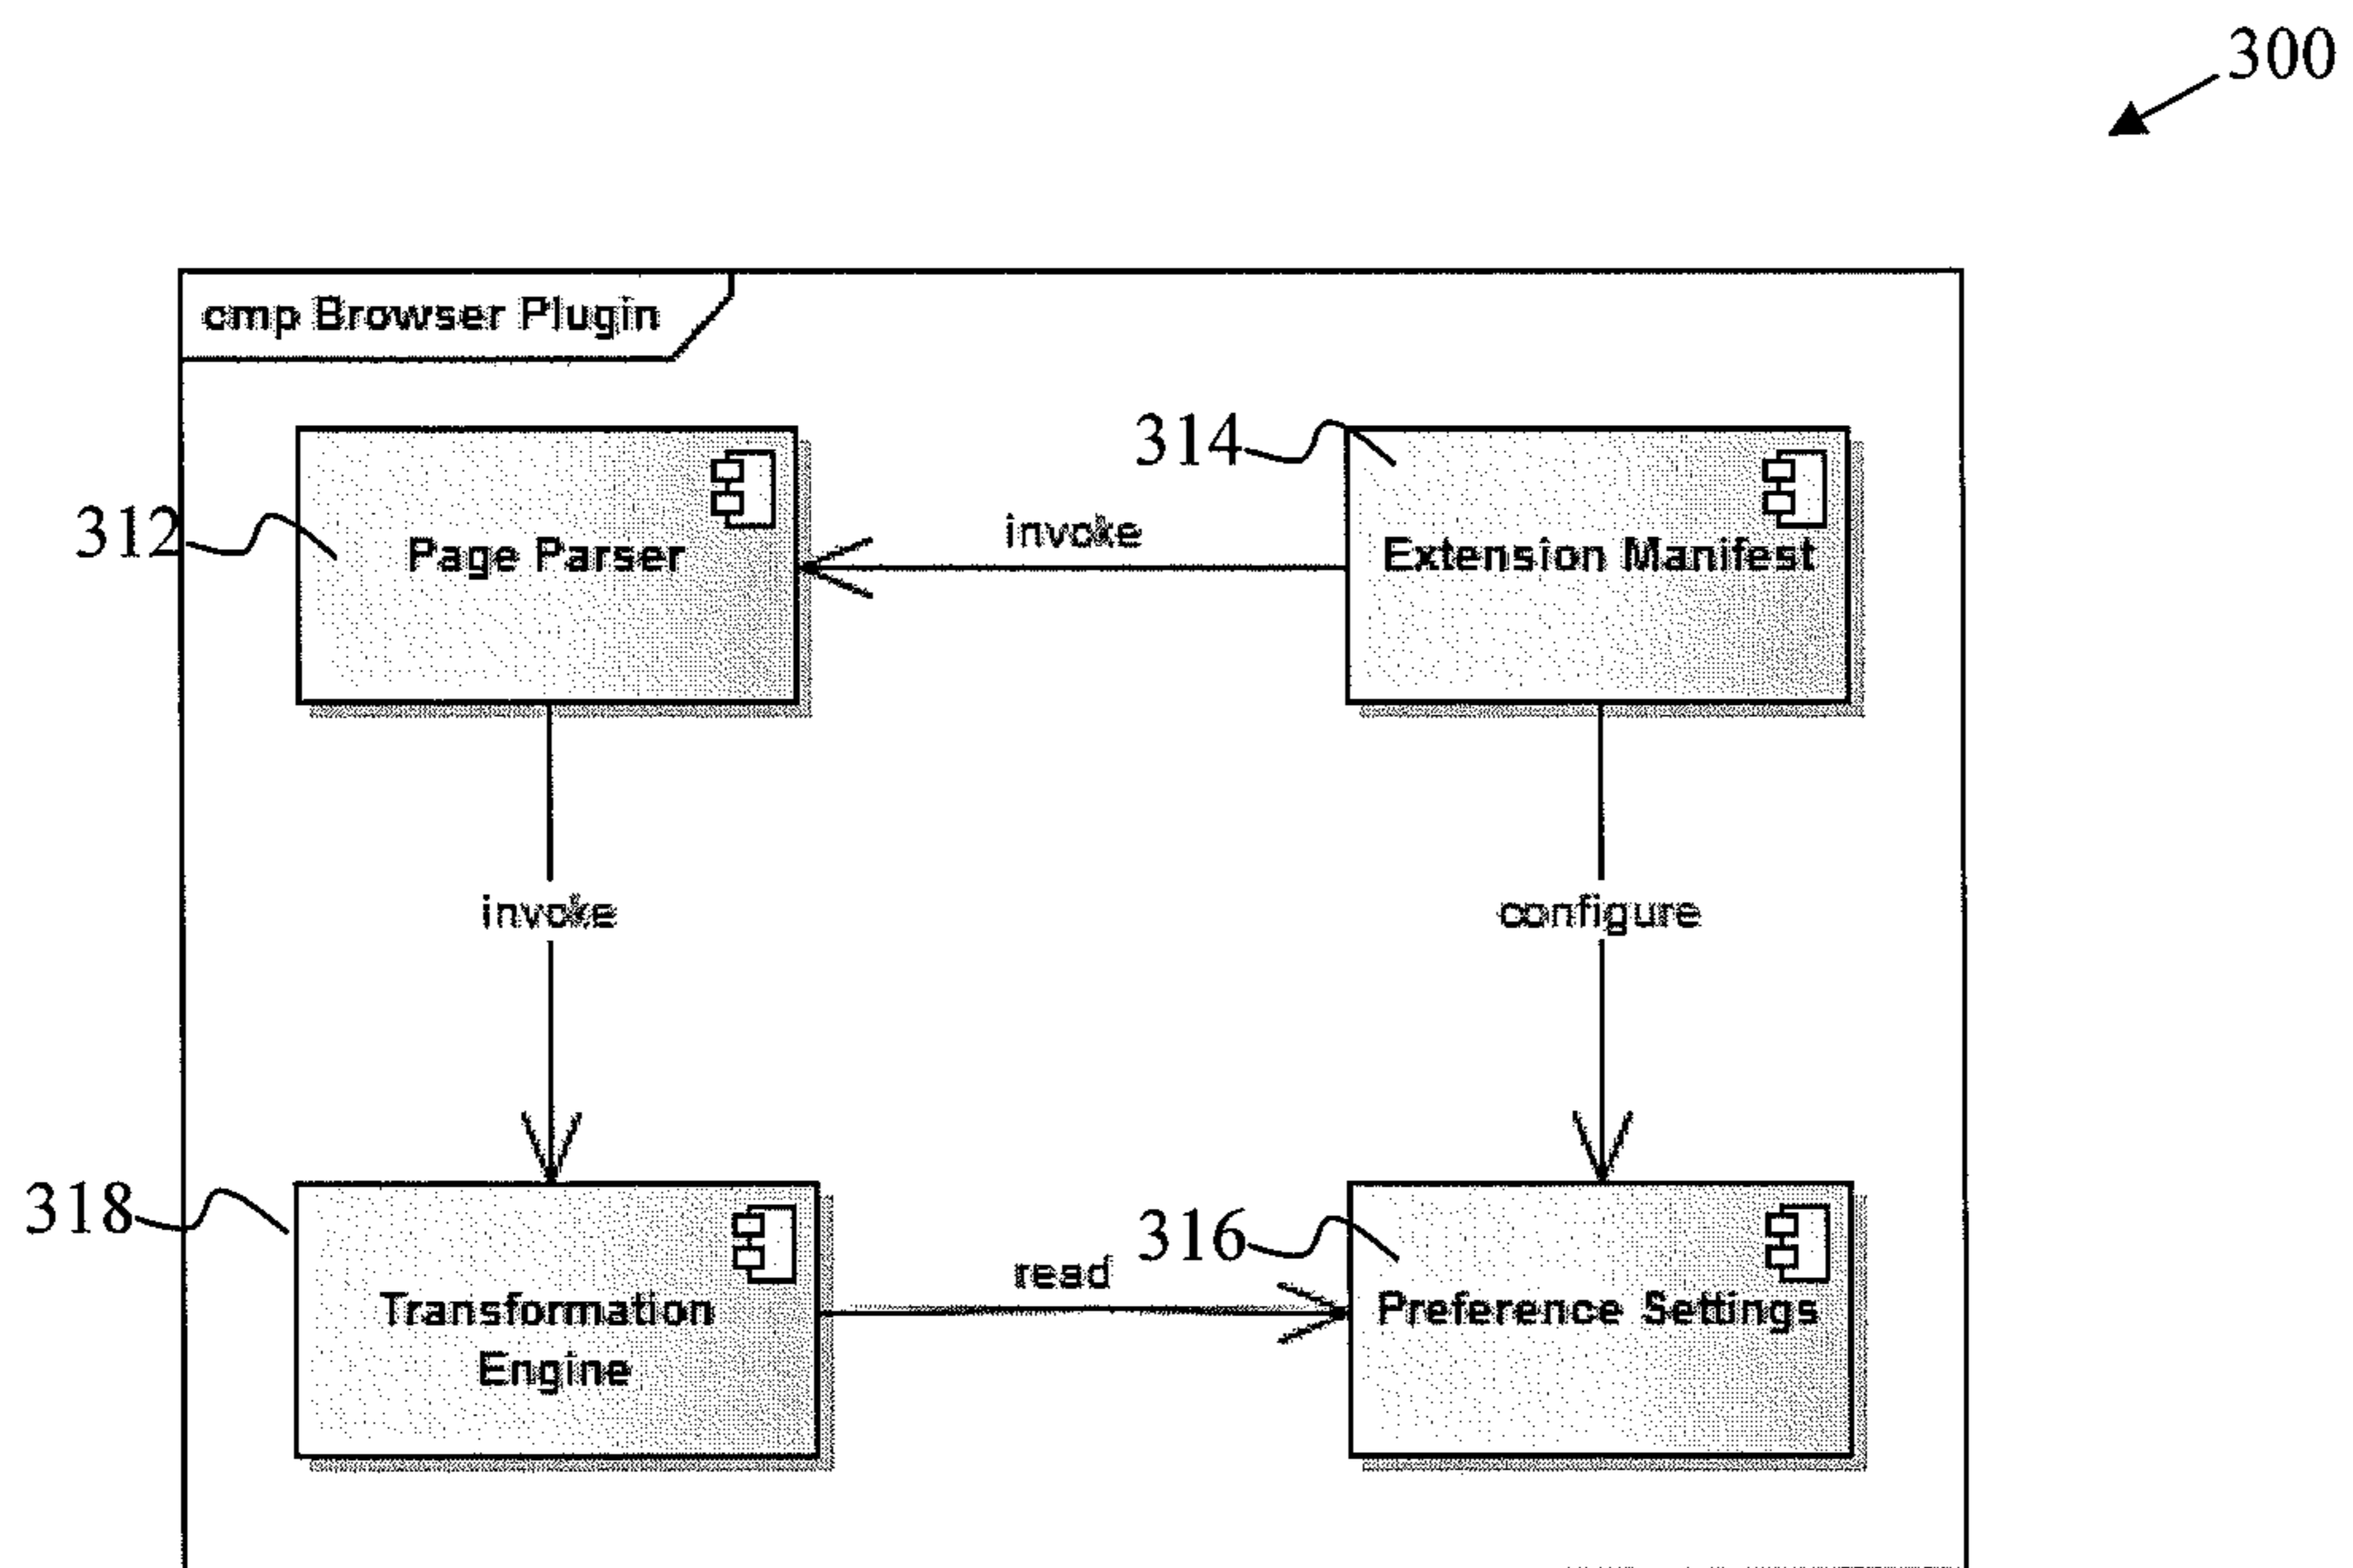 300
cmp Browser Plugin
314
312
Page Parser
invoke
Extension Manifest
invoke
configure
318
316
read
Transformation
Engine
Preference Settings